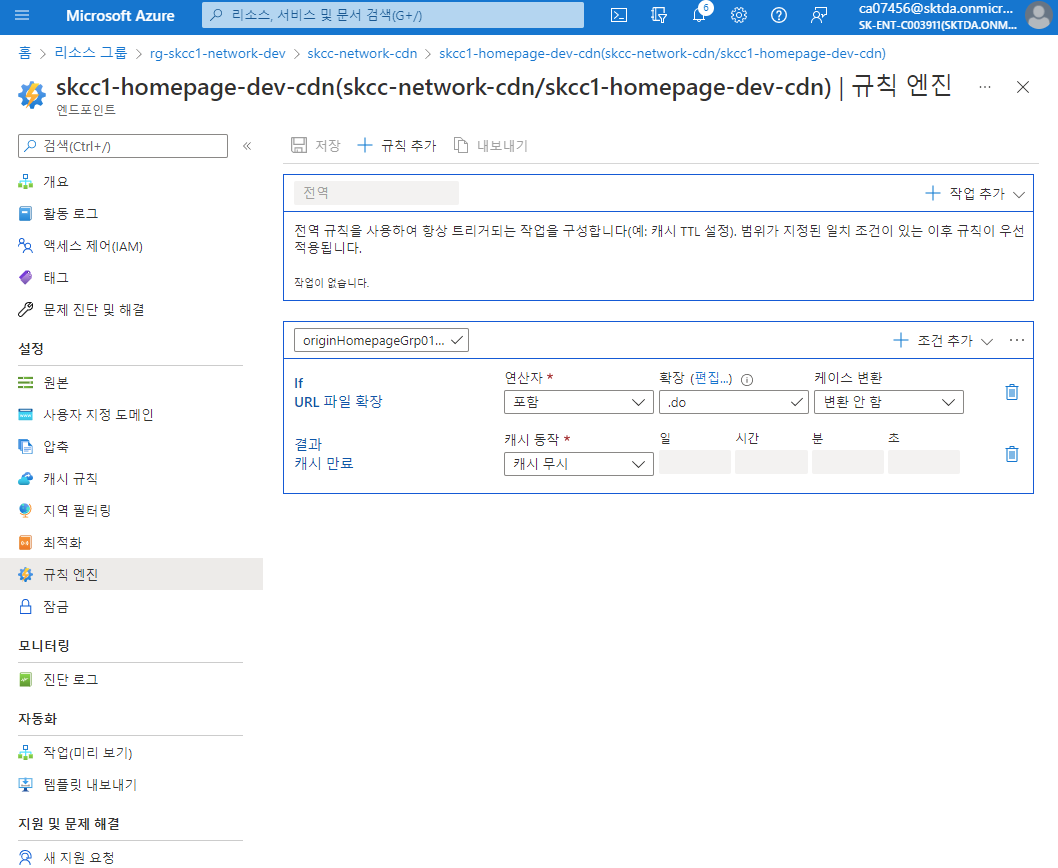 Microsoft Azure
리소스, 서비스 및 문서 검색(G+/)
6
ca07456@sktda.onmicr...
SK-ENT-C003911(SKTDA.ONM...
홈 > 리소스 그룹 > rg-skcc1-network-dev > skcc-network-cdn > skcc1-homepage-dev-cdn(skcc-network-cdn/skcc1-homepage-dev-cdn)
skcc1-homepage-dev-cdn(skcc-network-cdn/skcc1-homepage-dev-cdn) | 규칙 엔진 ...
엔드포인트
검색(Ctrl+/)
개요
활동 로그
액세스 제어(IAM)
태그
문제 진단 및 해결
설정
원본
사용자 지정 도메인
압축
캐시 규칙
지역 필터링
최적화
규칙 엔진
잠금
모니터링
진단 로그
자동화
작업(미리 보기)
템플릿 내보내기
지원 및 문제 해결
새 지원 요청
저장 규칙 추가 내보내기
전역 작업 추가
전역 규칙을 사용하여 항상 트리거되는 작업을 구성합니다(예: 캐시 TTL 설정). 범위가 지정된 일치 조건이 있는 이후 규칙이 우선
적용됩니다.
작업이 없습니다.
originHomepageGrp01... 조건 추가 ...
If
URL 파일 확장
연산자 * 확장 (편집...) 케이스 변환
포함 .do 변환 안 함
결과
캐시 만료
캐시 동작 * 일 시간 분 초
캐시 무시